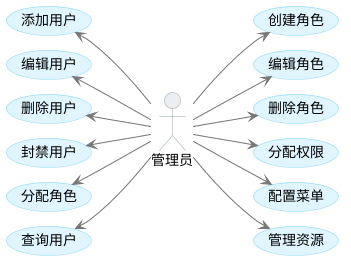 添加用户
编辑用户
删除用户
封禁用户
分配角色
查询用户
管理员
创建角色
编辑角色
删除角色
分配权限
配置菜单
管理资源